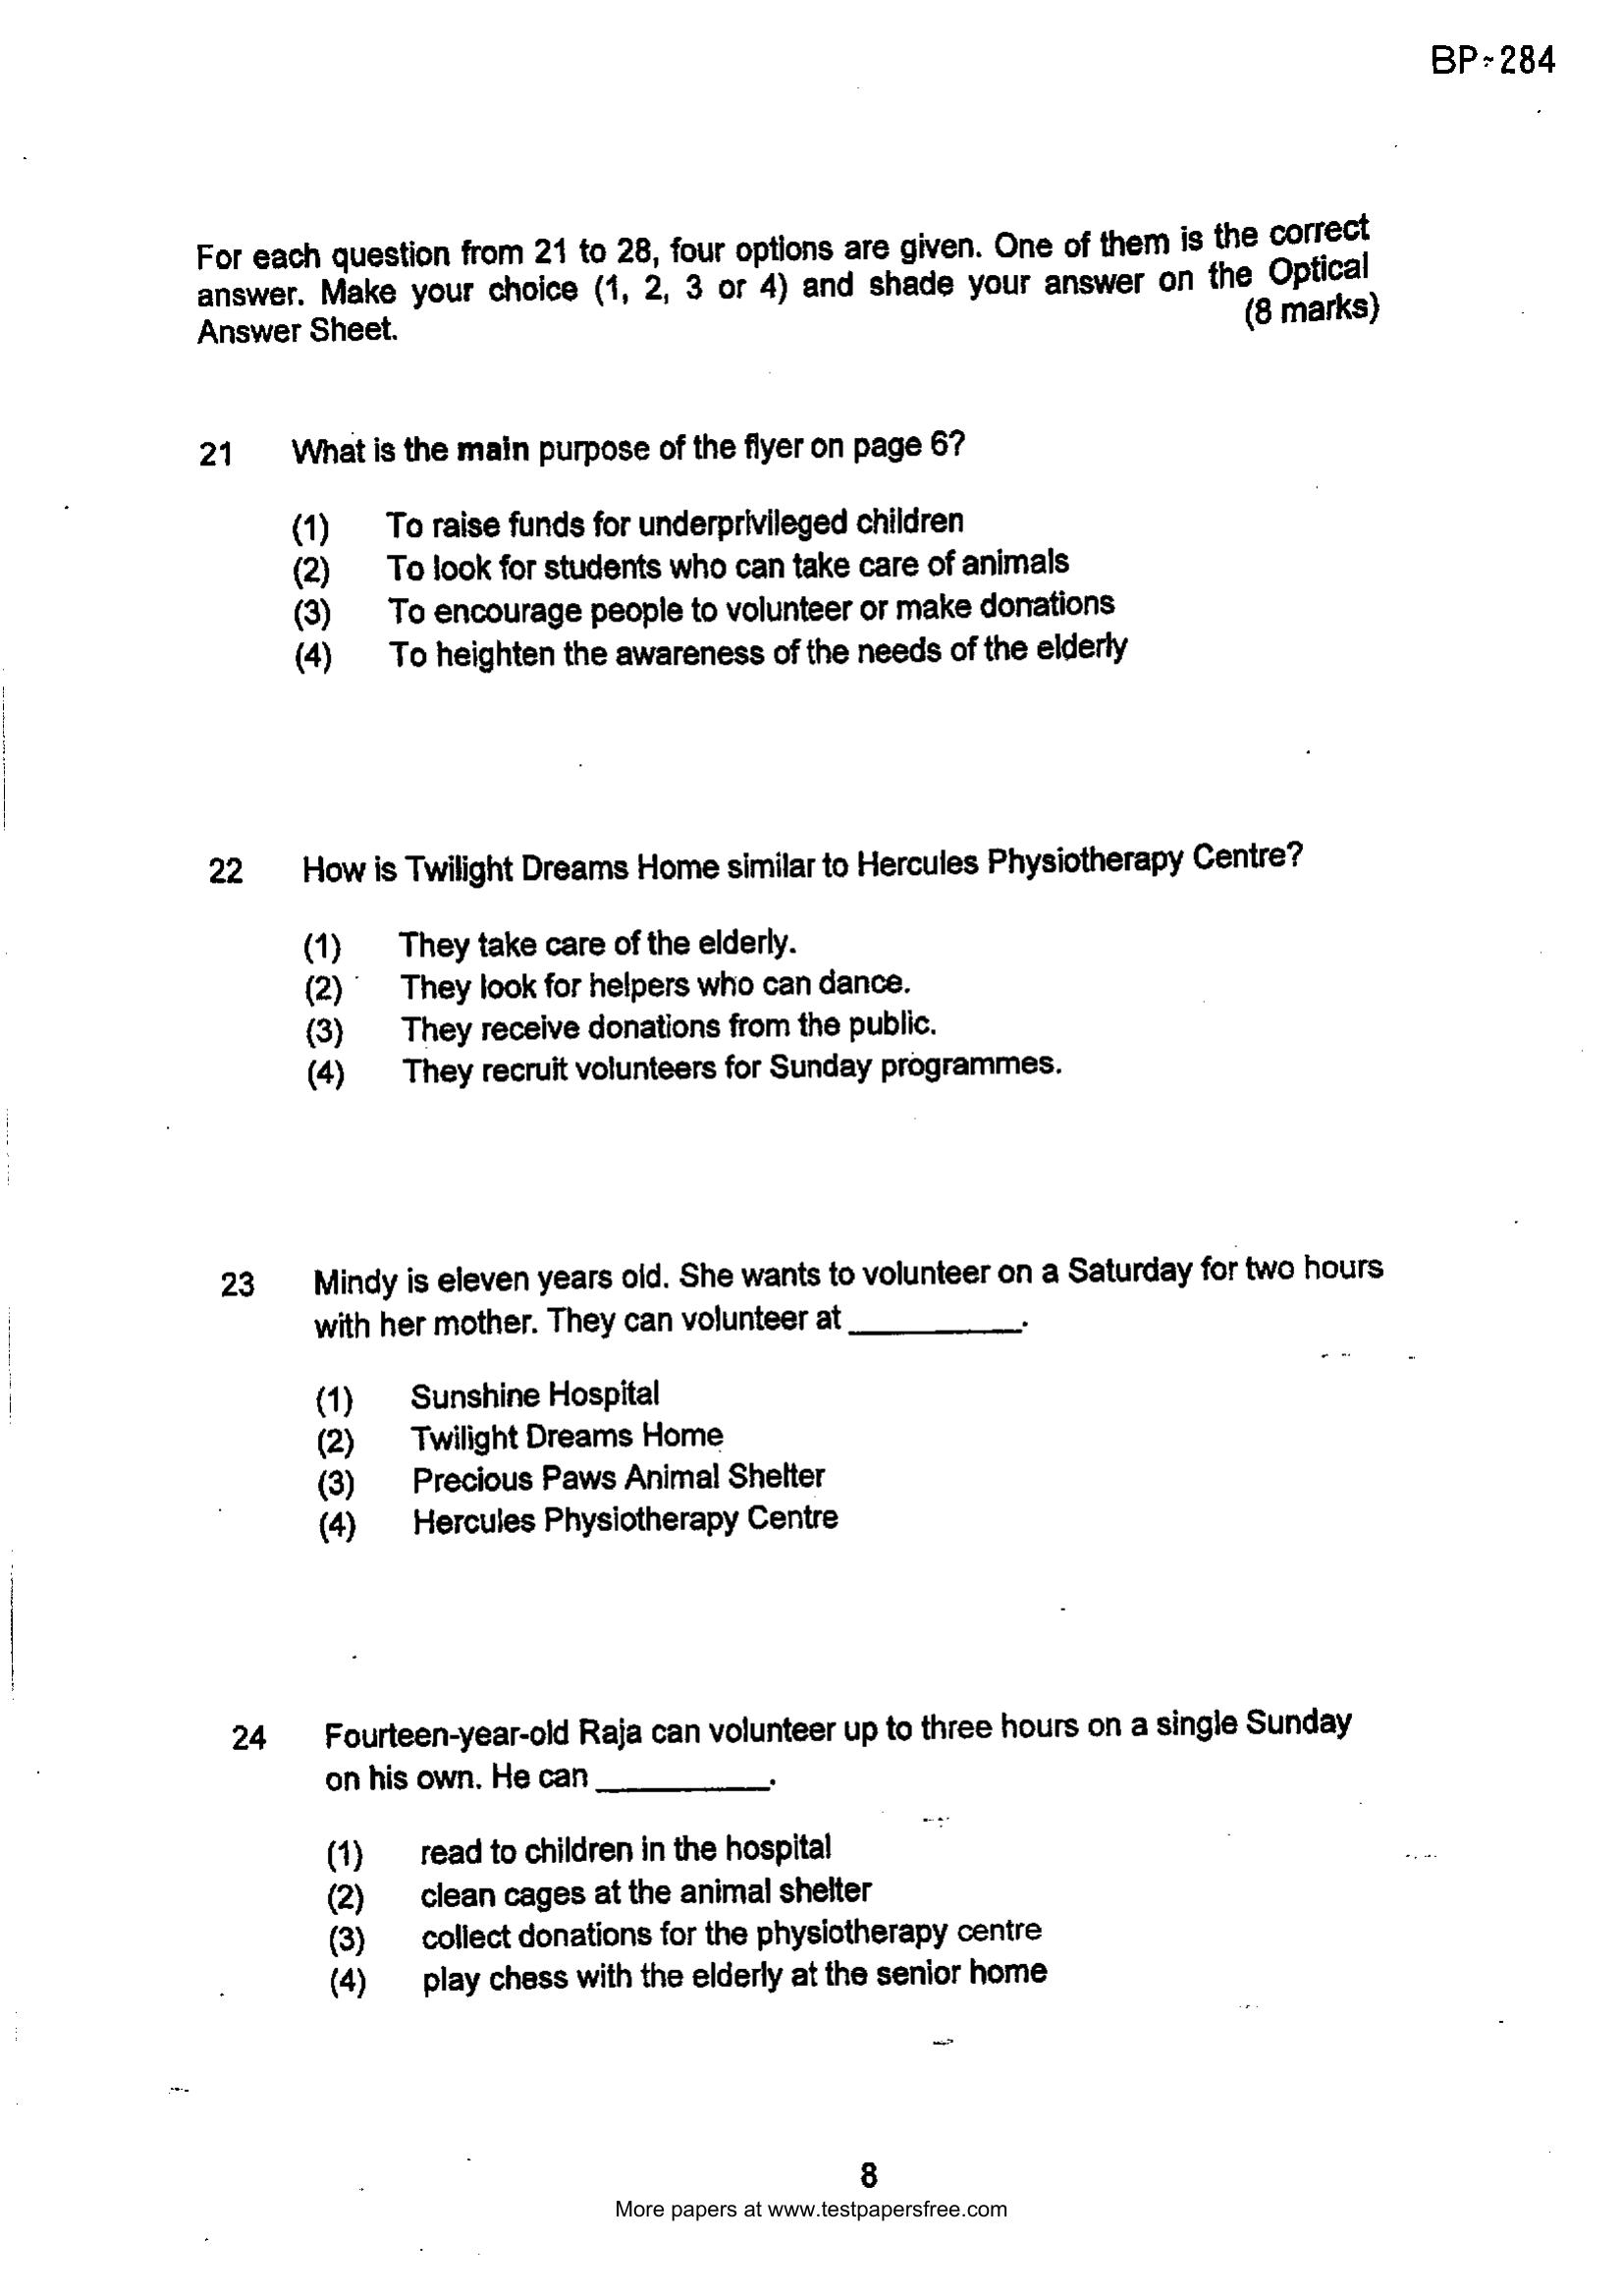 BP-284
For each question from 21 to 28, four options are given. One of them is the correct
answer. Make your choice (1, 2, 3 or 4) and shade your answer on the Optical
Answer Sheet. (8 marks)
21 What is the main purpose of the flyer on page 6?
(1) To raise funds for underprivileged children
(2) To look for students who can take care of animals
(3) To encourage people to volunteer or make donations
(4) To heighten the awareness of the needs of the elderly
22 How is Twilight Dreams Home similar to Hercules Physiotherapy Centre?
(1) They take care of the elderly.
(2) They look for helpers who can dance.
(3) They receive donations from the public.
(4) They recruit volunteers for Sunday programmes.
23 Mindy is eleven years old. She wants to volunteer on a Saturday for two hours
with her mother. They can volunteer at __________.
(1) Sunshine Hospital
(2) Twilight Dreams Home
(3) Precious Paws Animal Shelter
(4) Hercules Physiotherapy Centre
24 Fourteen-year-old Raja can volunteer up to three hours on a single Sunday
on his own. He can __________.
(1) read to children in the hospital
(2) clean cages at the animal shelter
(3) collect donations for the physiotherapy centre
(4) play chess with the elderly at the senior home
8
More papers at www.testpapersfree.com